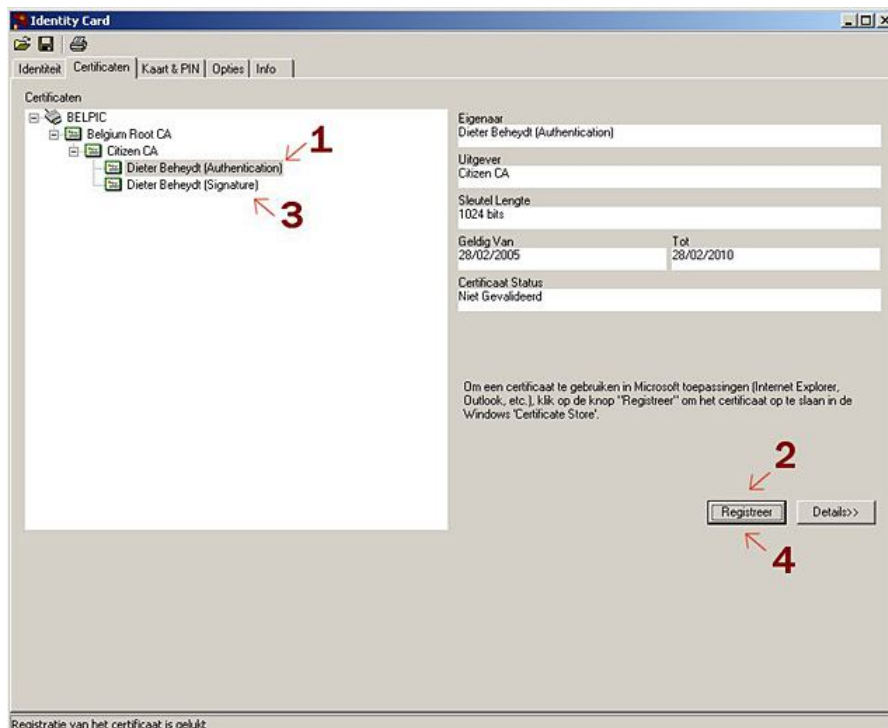 Identity Card
Identiteit Certificaten Kaart & PIN Opties Info
Certificaten
BELPIC
Belgium Root CA
Citizen CA
Dieter Beheydt (Authentication)
Dieter Beheydt (Signature)
1
3
Eigenaar
Dieter Beheydt (Authentication)
Uitgever
Citizen CA
Sleutel Lengte
1024 bits
Geldig Van Tot
28/02/2005 28/02/2010
Certificaat Status
Niet Gevalideerd
Om een certificaat te gebruiken in Microsoft toepassingen (Internet Explorer,
Outlook, etc.), klik op de knop "Registreer" om het certificaat op te slaan in de
Windows 'Certificate Store'.
2
Registreer Details>>
4
Registratie van het certificaat is gelukt